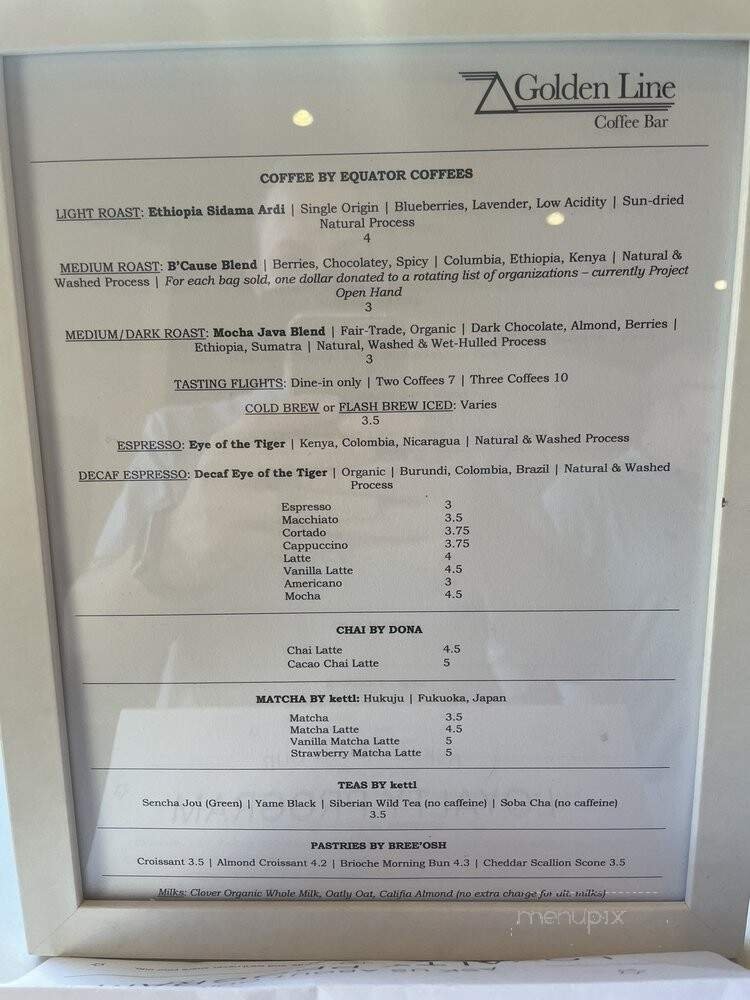 Golden Line
Coffee Bar
COFFEE BY EQUATOR COFFEES
LIGHT ROAST: Ethiopia Sidama Ardi | Single Origin | Blueberries, Lavender, Low Acidity | Sun-dried
Natural Process
4
MEDIUM ROAST: B'Cause Blend | Berries, Chocolatey, Spicy | Columbia, Ethiopia, Kenya | Natural &
Washed Process | For each bag sold, one dollar donated to a rotating list of organizations – currently Project
Open Hand
3
MEDIUM/DARK ROAST: Mocha Java Blend | Fair-Trade, Organic | Dark Chocolate, Almond, Berries |
Ethiopia, Sumatra | Natural, Washed & Wet-Hulled Process
3
TASTING FLIGHTS: Dine-in only | Two Coffees 7 | Three Coffees 10
COLD BREW or FLASH BREW ICED: Varies
3.5
ESPRESSO: Eye of the Tiger | Kenya, Colombia, Nicaragua | Natural & Washed Process
DECAF ESPRESSO: Decaf Eye of the Tiger | Organic | Burundi, Colombia, Brazil | Natural & Washed
Process
Espresso 3
Macchiato 3.5
Cortado 3.75
Cappuccino 3.75
Latte 4
Vanilla Latte 4.5
Americano 3
Mocha 4.5
CHAI BY DONA
Chai Latte 4.5
Cacao Chai Latte 5
MATCHA BY kettl: Hukuju | Fukuoka, Japan
Matcha 3.5
Matcha Latte 4.5
Vanilla Matcha Latte 5
Strawberry Matcha Latte 5
TEAS BY kettl
Sencha Jou (Green) | Yame Black | Siberian Wild Tea (no caffeine) | Soba Cha (no caffeine)
3.5
PASTRIES BY BREE'OSH
Croissant 3.5 | Almond Croissant 4.2 | Brioche Morning Bun 4.3 | Cheddar Scallion Scone 3.5
Milks: Clover Organic Whole Milk, Oatly Oat, Califia Almond (no extra charge for alt. milks)
menupix